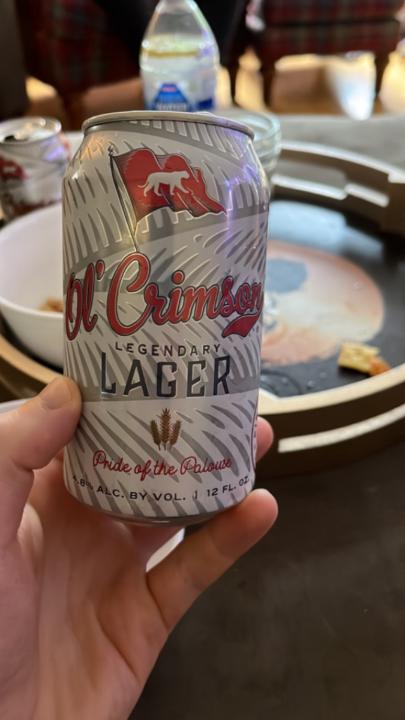 Ol' Crimson
LEGENDARY
LAGER
Pride of the Palouse
ALC. BY VOL. | 12 FL. OZ.